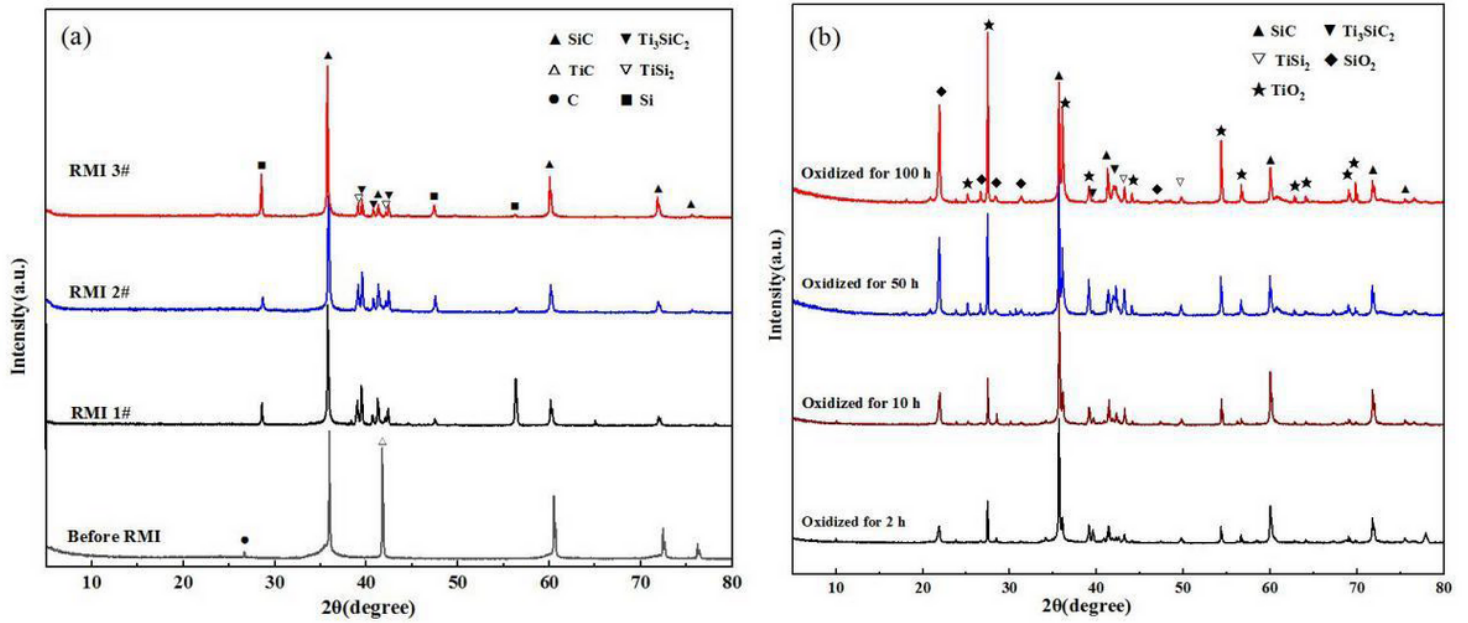 (a)
SiC
Ti₃SiC₂
TiC
TiSi₂
C
Si
RMI 3#
RMI 2#
RMI 1#
Before RMI
Intensity(a.u.)
10 20 30 40 50 60 70 80
2θ(degree)
(b)
SiC
Ti₃SiC₂
TiSi₂
SiO₂
TiO₂
Oxidized for 100 h
Oxidized for 50 h
Oxidized for 10 h
Oxidized for 2 h
Intensity(a.u.)
10 20 30 40 50 60 70 80
2θ(degree)